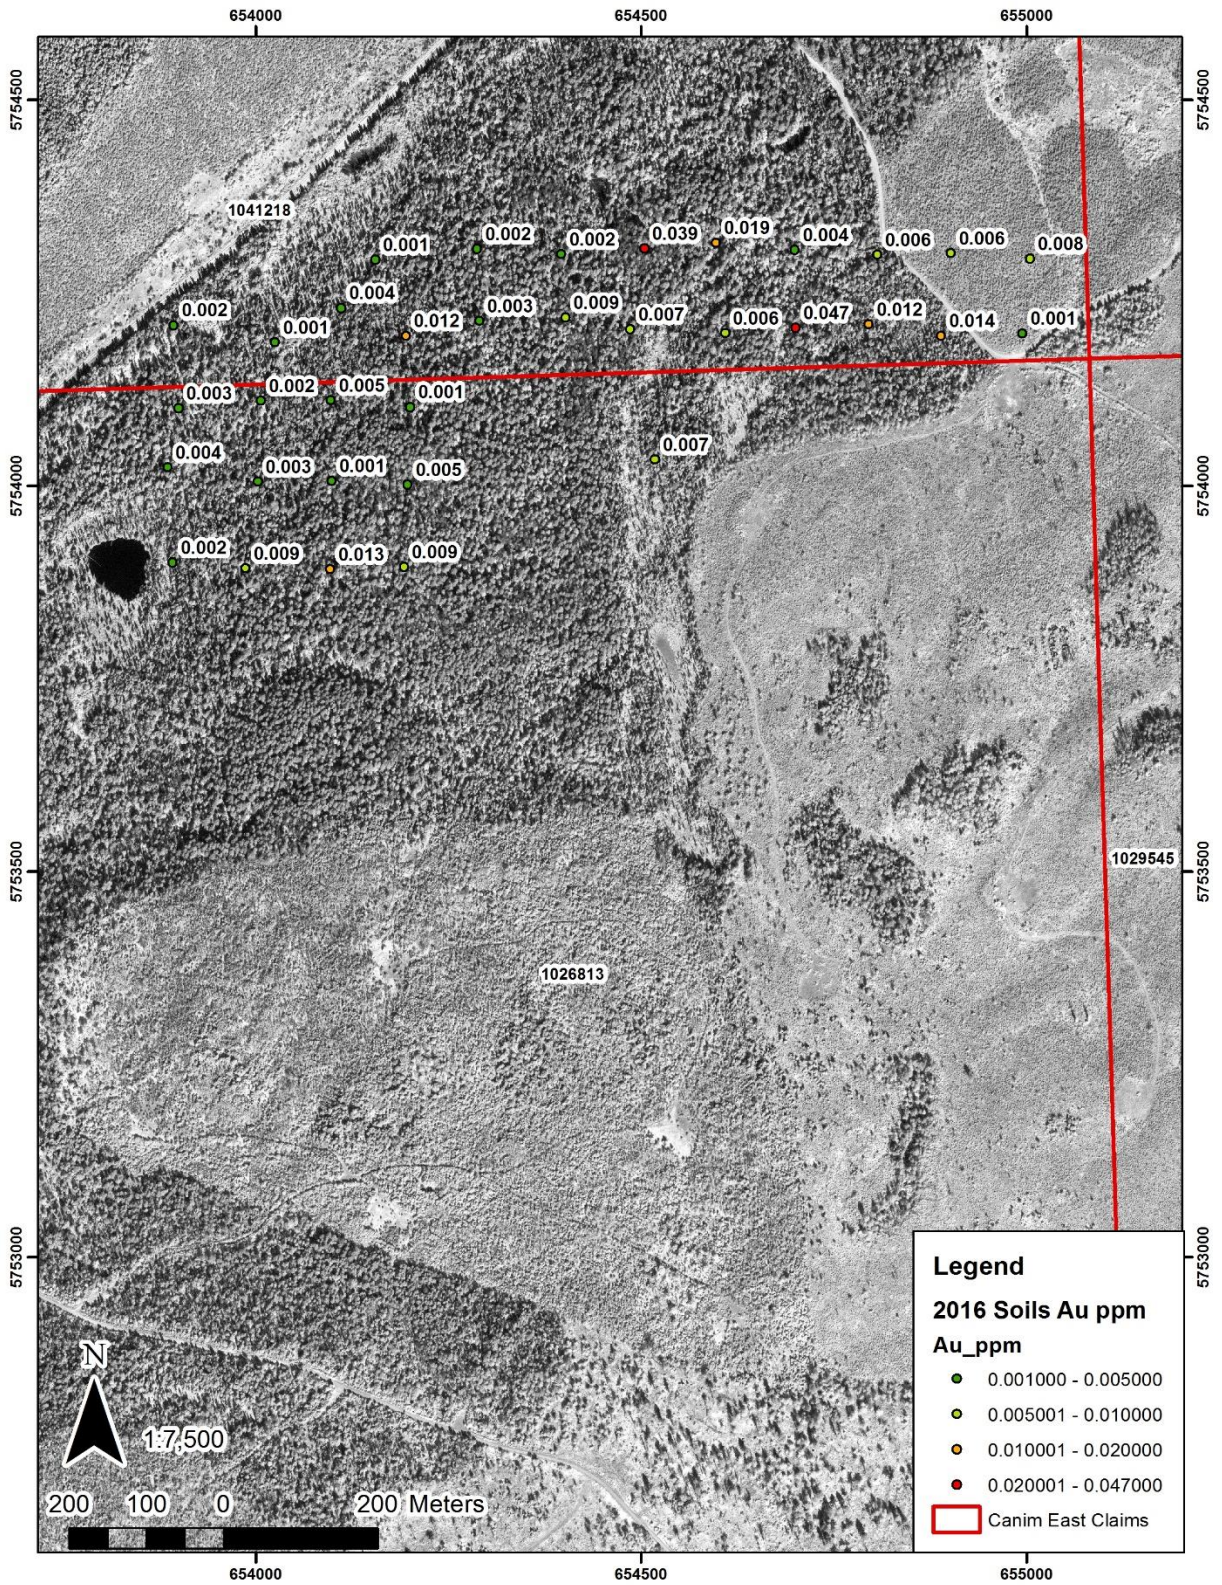 654000 654500 655000
5754500 5754500
1041218
0.001 0.002 0.002 0.039 0.019 0.004 0.006 0.006 0.008
0.002 0.001 0.004 0.012 0.003 0.009 0.007 0.006 0.047 0.012 0.014 0.001
0.003 0.002 0.005 0.001
0.007
0.004 0.003 0.001 0.005
5754000 5754000
0.002 0.009 0.013 0.009
5753500 5753500
1029545
1026813
5753000 5753000
Legend
2016 Soils Au ppm
Au_ppm
0.001000 - 0.005000
0.005001 - 0.010000
0.010001 - 0.020000
0.020001 - 0.047000
Canim East Claims
N
1:7,500
200 100 0 200 Meters
654000 654500 655000